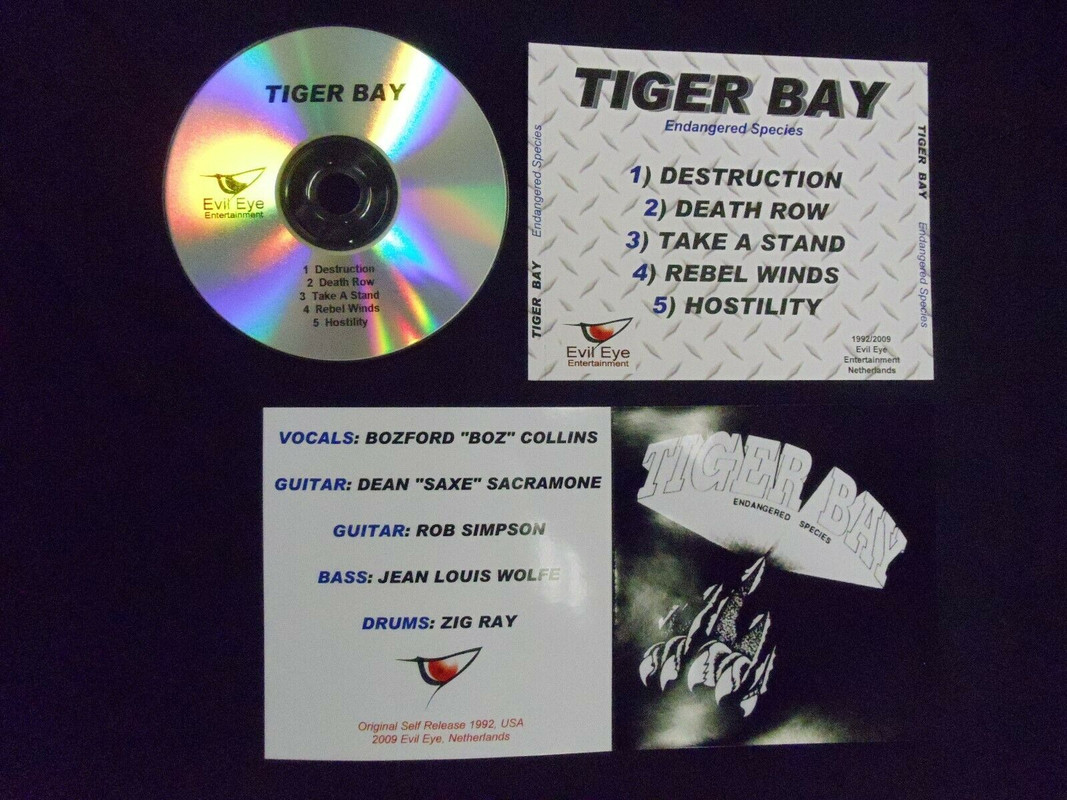 TIGER BAY
Evil Eye
Entertainment
1 Destruction
2 Death Row
3 Take A Stand
4 Rebel Winds
5 Hostility
TIGER BAY
Endangered Species
1) DESTRUCTION
2) DEATH ROW
3) TAKE A STAND
4) REBEL WINDS
5) HOSTILITY
Evil Eye
Entertainment
1992/2009
Evil Eye
Entertainment
Netherlands
TIGER BAY Endangered Species
TIGER BAY Endangered Species
VOCALS: BOZFORD "BOZ" COLLINS
GUITAR: DEAN "SAXE" SACRAMONE
GUITAR: ROB SIMPSON
BASS: JEAN LOUIS WOLFE
DRUMS: ZIG RAY
Original Self Release 1992, USA
2009 Evil Eye, Netherlands
TIGER BAY
ENDANGERED SPECIES